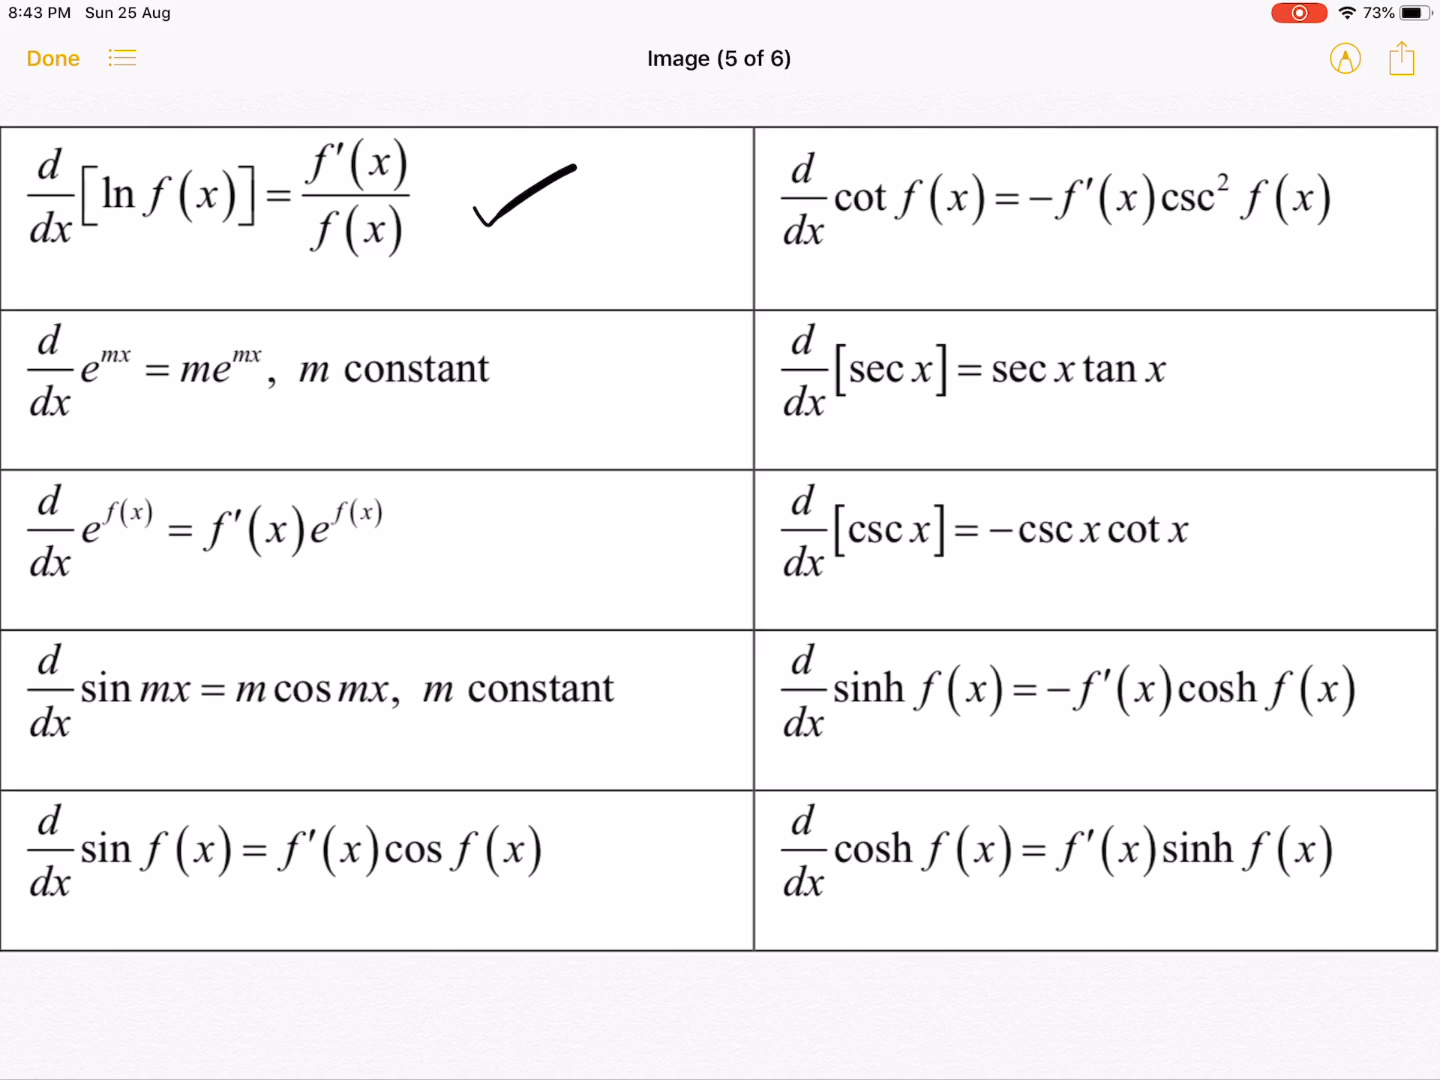 8:43 PM Sun 25 Aug 73%
Done Image (5 of 6)
d/dx [ln f(x)] = f′(x)/f(x) ✓
d/dx cot f(x) = −f′(x)csc² f(x)
d/dx e^{mx} = me^{mx}, m constant
d/dx [sec x] = sec x tan x
d/dx e^{f(x)} = f′(x)e^{f(x)}
d/dx [csc x] = −csc x cot x
d/dx sin mx = m cos mx, m constant
d/dx sinh f(x) = −f′(x)cosh f(x)
d/dx sin f(x) = f′(x)cos f(x)
d/dx cosh f(x) = f′(x)sinh f(x)